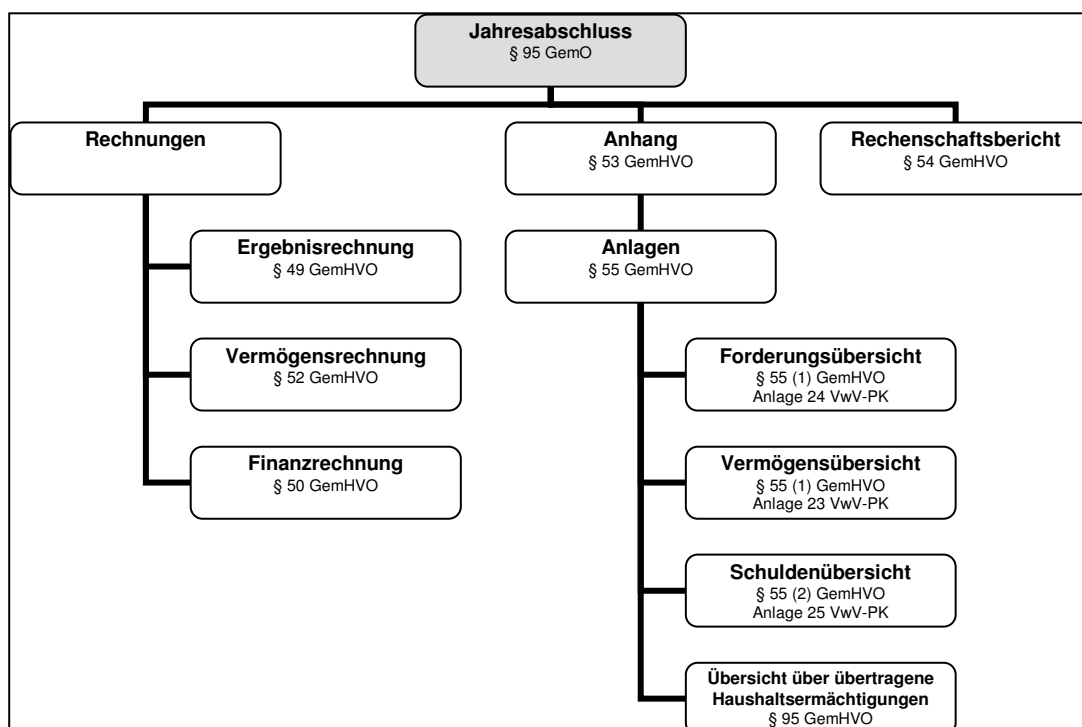 Jahresabschluss
§ 95 GemO
Rechnungen
Anhang
§ 53 GemHVO
Rechenschaftsbericht
§ 54 GemHVO
Ergebnisrechnung
§ 49 GemHVO
Anlagen
§ 55 GemHVO
Vermögensrechnung
§ 52 GemHVO
Forderungsübersicht
§ 55 (1) GemHVO
Anlage 24 VwV-PK
Finanzrechnung
§ 50 GemHVO
Vermögensübersicht
§ 55 (1) GemHVO
Anlage 23 VwV-PK
Schuldenübersicht
§ 55 (2) GemHVO
Anlage 25 VwV-PK
Übersicht über übertragene
Haushaltsermächtigungen
§ 95 GemHVO